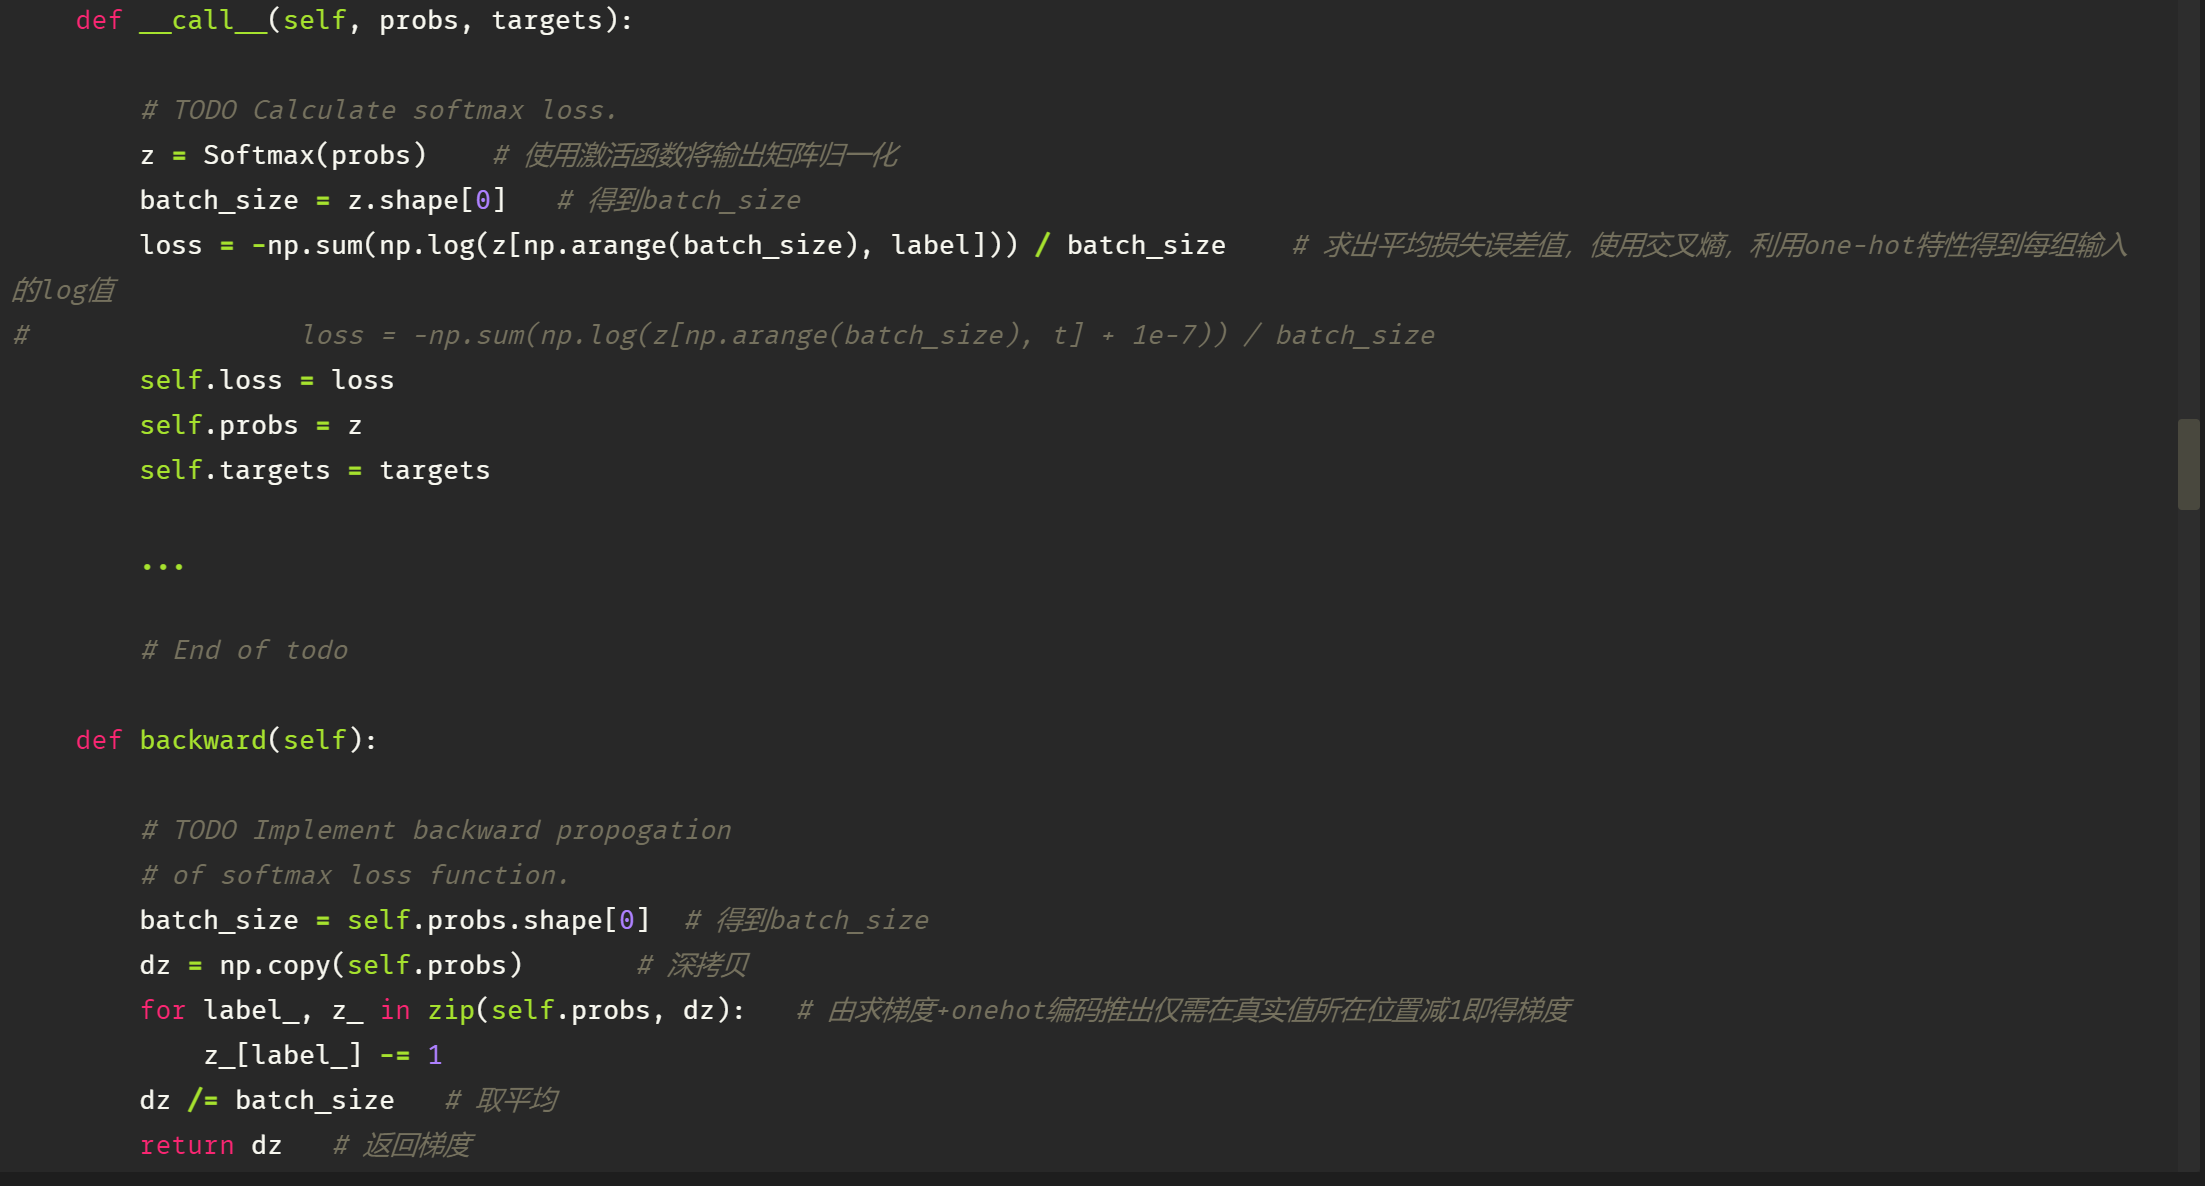 def __call__(self, probs, targets):
# TODO Calculate softmax loss.
z = Softmax(probs)    # 使用激活函数将输出矩阵归一化
batch_size = z.shape[0]   # 得到batch_size
loss = -np.sum(np.log(z[np.arange(batch_size), label])) / batch_size    # 求出平均损失误差值，使用交叉熵，利用one-hot特性得到每组输入
的log值
#                 loss = -np.sum(np.log(z[np.arange(batch_size), t] + 1e-7)) / batch_size
self.loss = loss
self.probs = z
self.targets = targets
...
# End of todo
def backward(self):
# TODO Implement backward propogation
# of softmax loss function.
batch_size = self.probs.shape[0]  # 得到batch_size
dz = np.copy(self.probs)       # 深拷贝
for label_, z_ in zip(self.probs, dz):   # 由求梯度+onehot编码推出仅需在真实值所在位置减1即得梯度
z_[label_] -= 1
dz /= batch_size   # 取平均
return dz   # 返回梯度